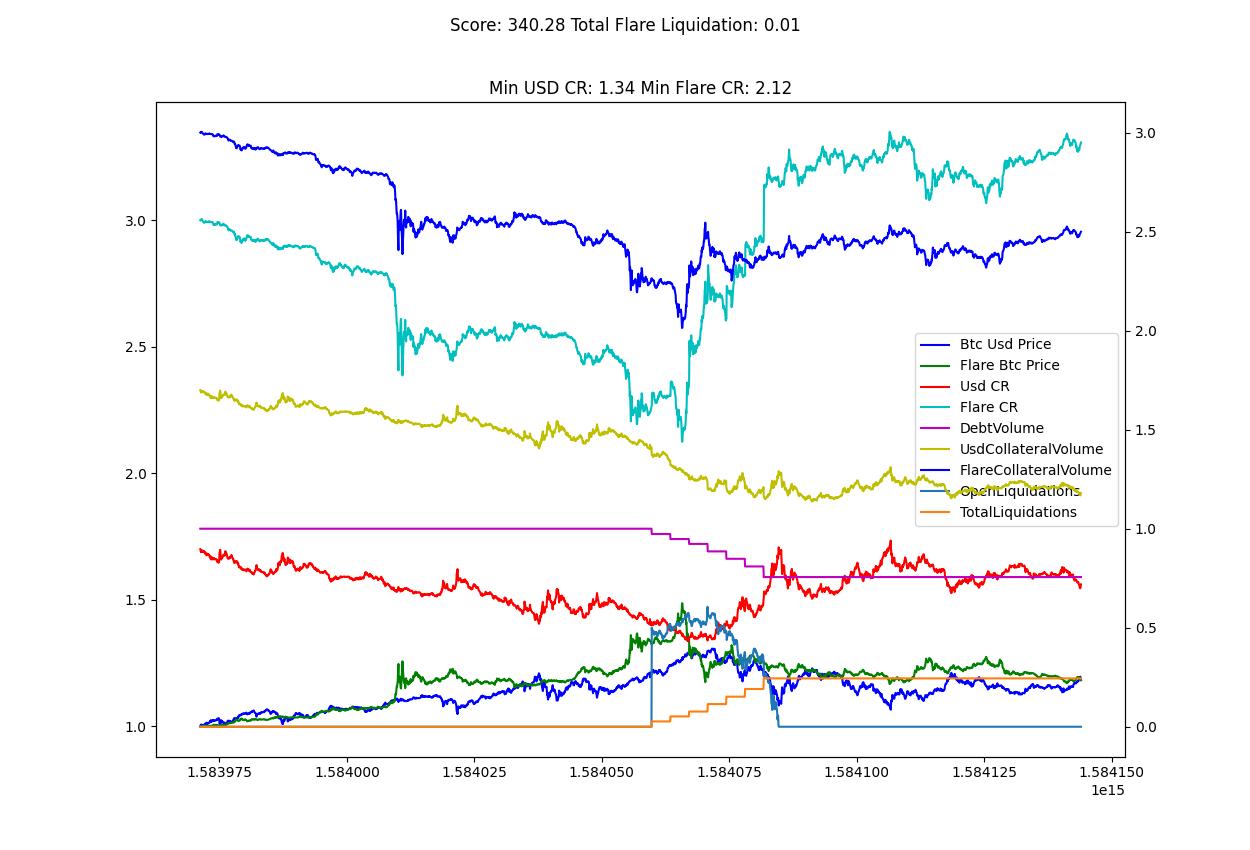 Score: 340.28 Total Flare Liquidation: 0.01
Min USD CR: 1.34 Min Flare CR: 2.12
3.0
2.5
2.0
1.5
1.0
3.0
2.5
2.0
1.5
1.0
0.5
0.0
Btc Usd Price
Flare Btc Price
Usd CR
Flare CR
DebtVolume
UsdCollateralVolume
FlareCollateralVolume
OpenLiquidations
TotalLiquidations
1.583975 1.584000 1.584025 1.584050 1.584075 1.584100 1.584125 1.584150
1e15